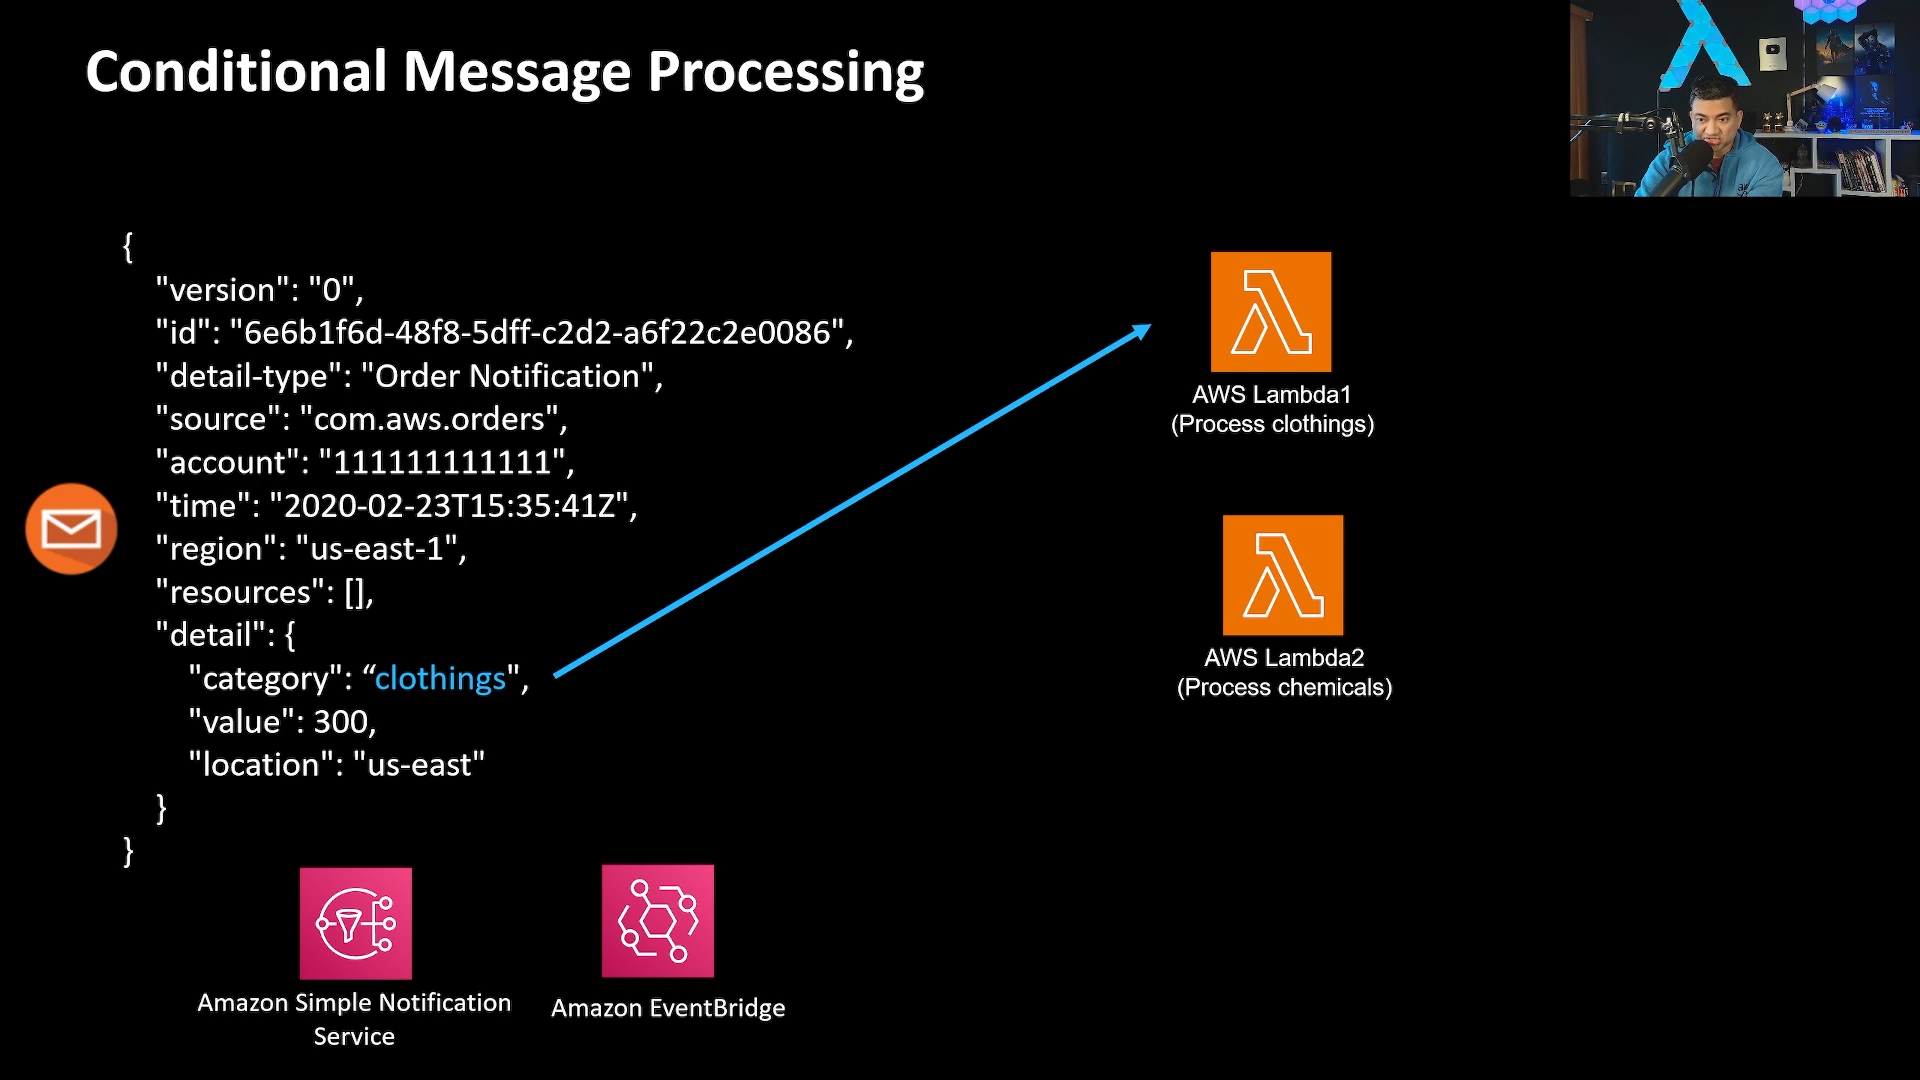 Conditional Message Processing
{
"version": "0",
"id": "6e6b1f6d-48f8-5dff-c2d2-a6f22c2e0086",
"detail-type": "Order Notification",
"source": "com.aws.orders",
"account": "111111111111",
"time": "2020-02-23T15:35:41Z",
"region": "us-east-1",
"resources": [],
"detail": {
"category": “clothings",
"value": 300,
"location": "us-east"
}
}
AWS Lambda1
(Process clothings)
AWS Lambda2
(Process chemicals)
Amazon Simple Notification
Service
Amazon EventBridge